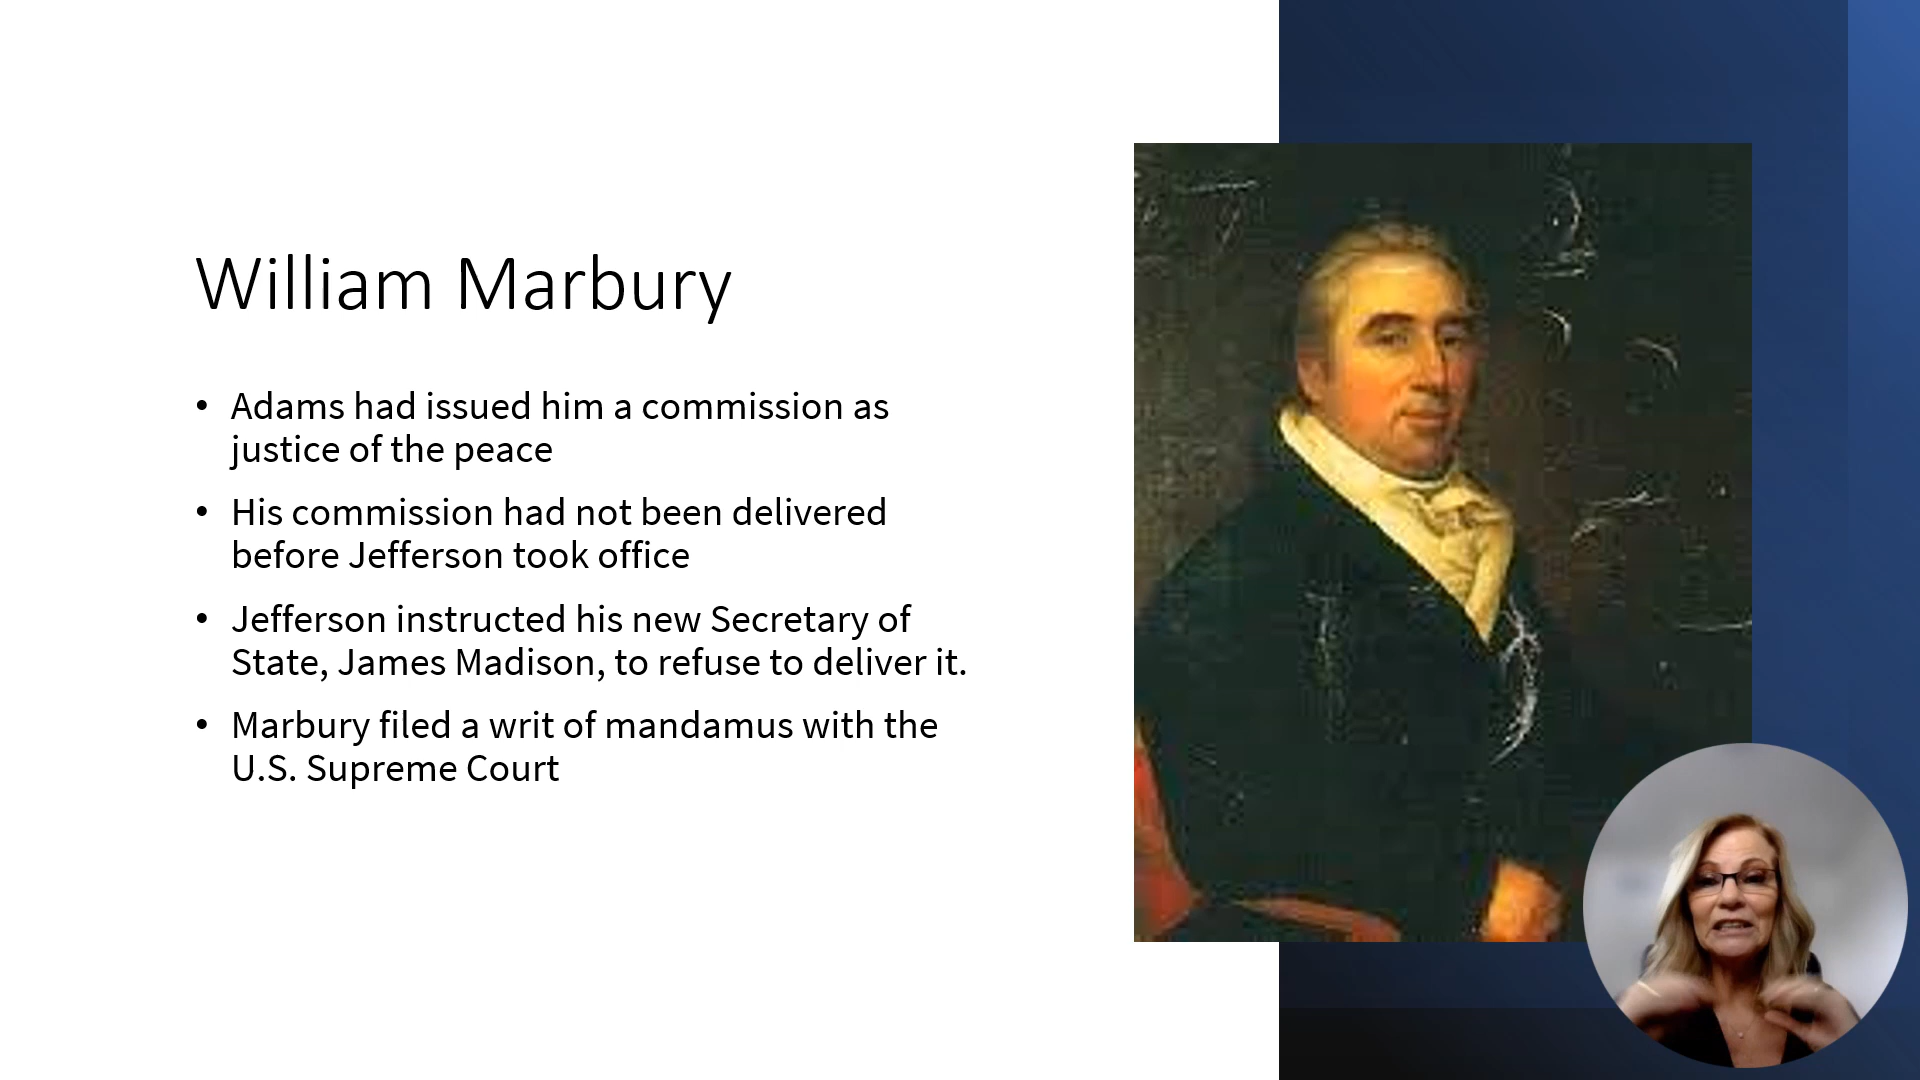 William Marbury
• Adams had issued him a commission as
justice of the peace
• His commission had not been delivered
before Jefferson took office
• Jefferson instructed his new Secretary of
State, James Madison, to refuse to deliver it.
• Marbury filed a writ of mandamus with the
U.S. Supreme Court